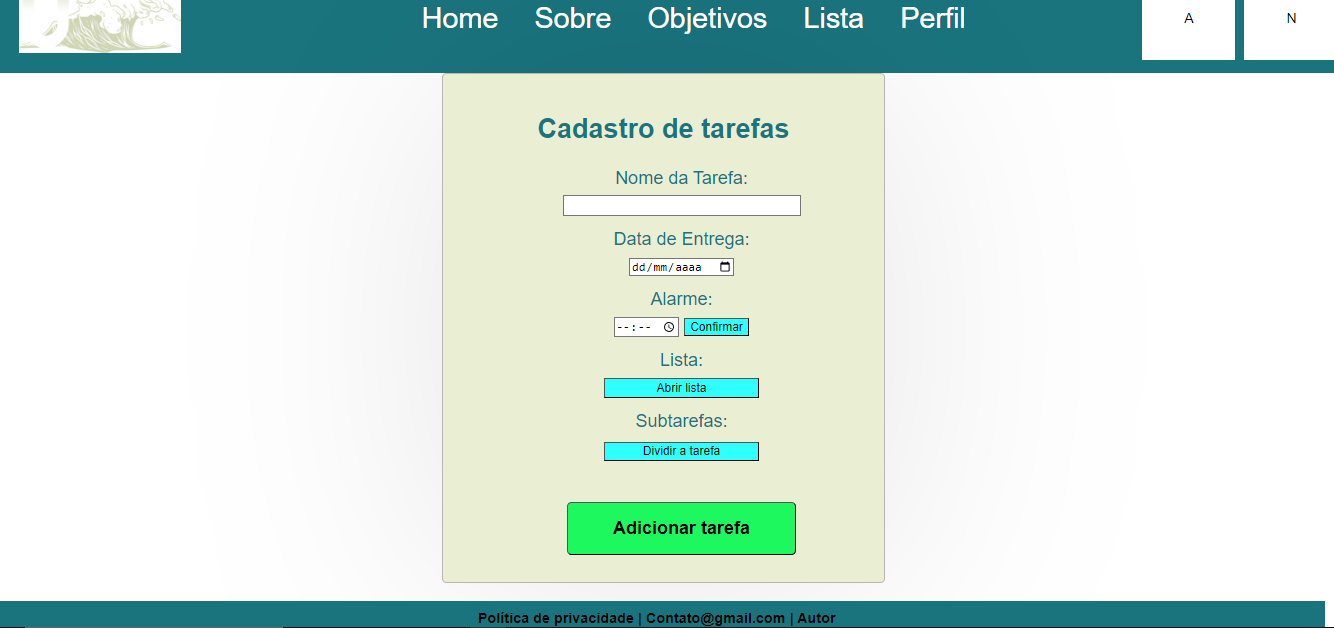 Home Sobre Objetivos Lista Perfil A N
Cadastro de tarefas
Nome da Tarefa:
Data de Entrega:
dd/mm/aaaa
Alarme:
--:-- Confirmar
Lista:
Abrir lista
Subtarefas:
Dividir a tarefa
Adicionar tarefa
Política de privacidade | Contato@gmail.com | Autor